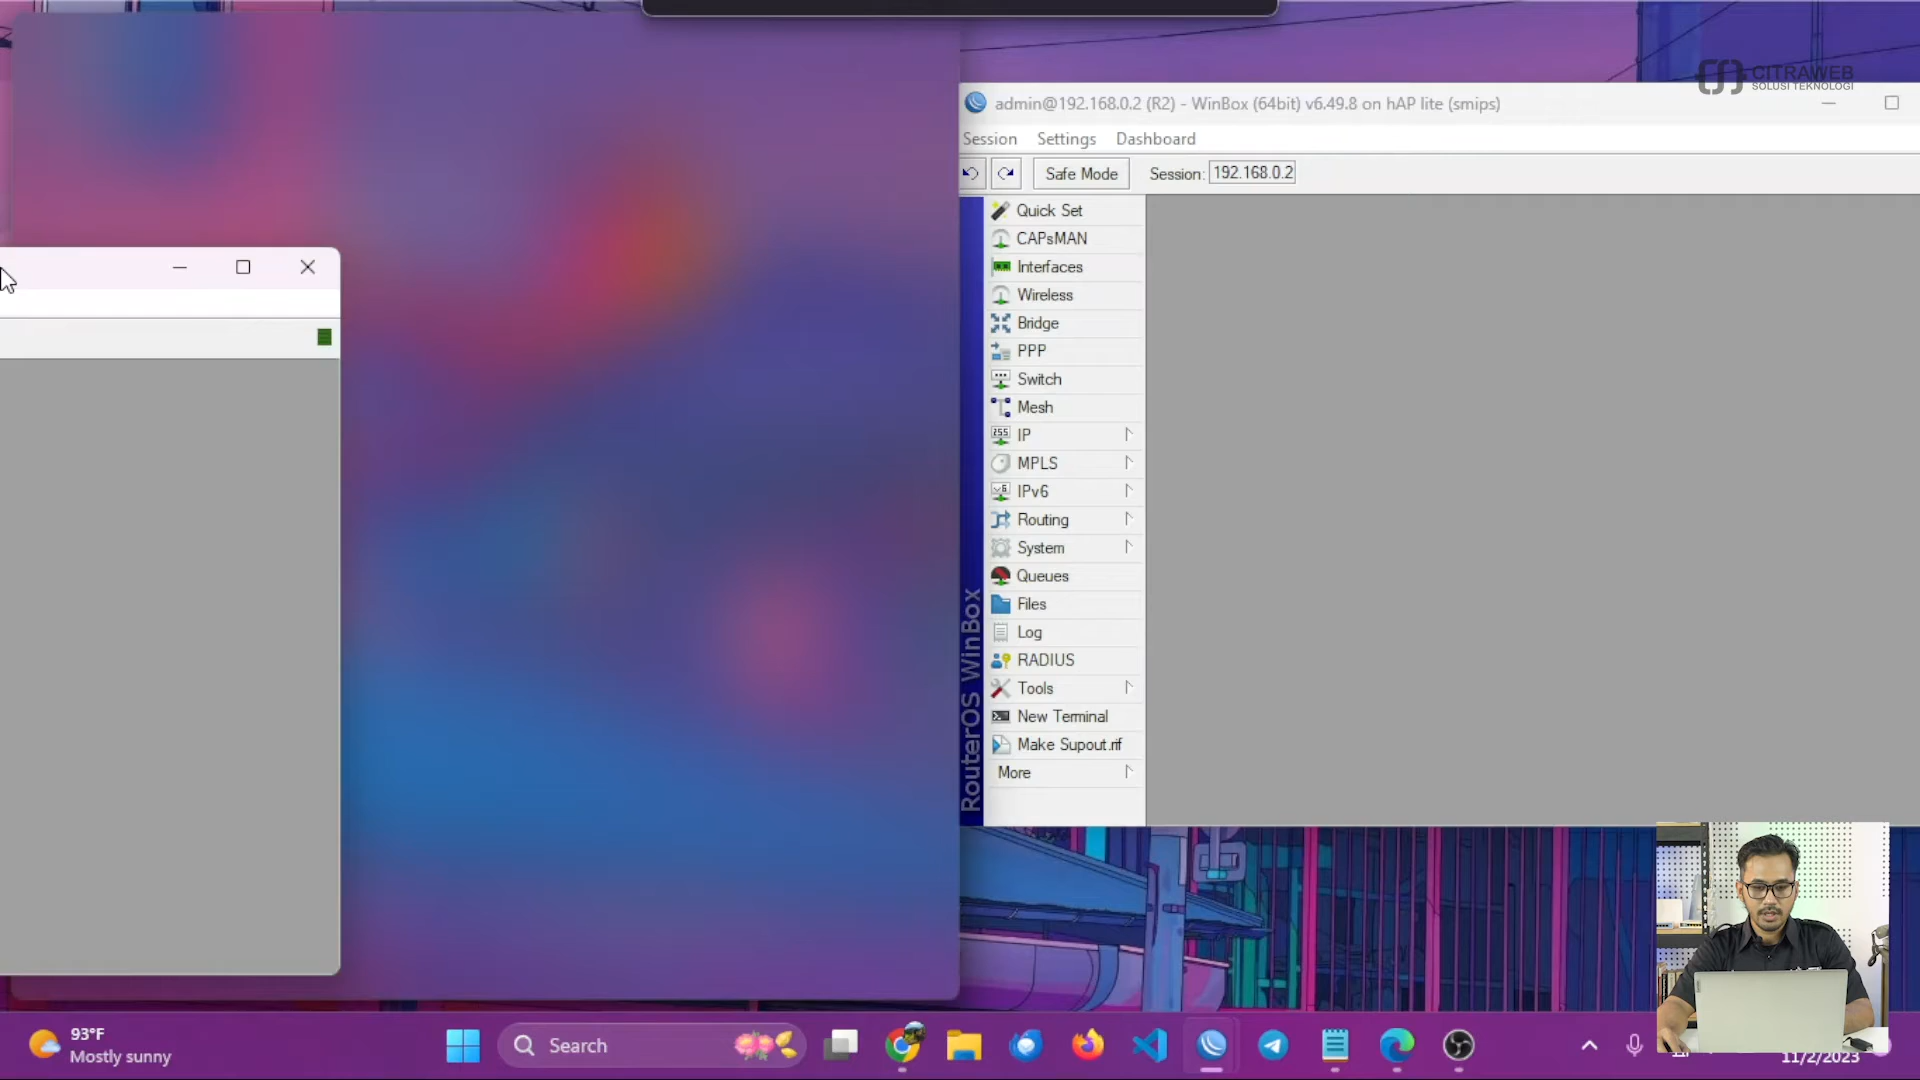 CITRAWEB
SOLUSI TEKNOLOGI
admin@192.168.0.2 (R2) - WinBox (64bit) v6.49.8 on hAP lite (smips)
Session Settings Dashboard
Safe Mode Session: 192.168.0.2
Quick Set
CAPsMAN
Interfaces
Wireless
Bridge
PPP
Switch
Mesh
IP
MPLS
IPv6
Routing
System
Queues
Files
Log
RADIUS
Tools
New Terminal
Make Supout.rif
More
RouterOS WinBox
93°F
Mostly sunny
Search
11/2/2023